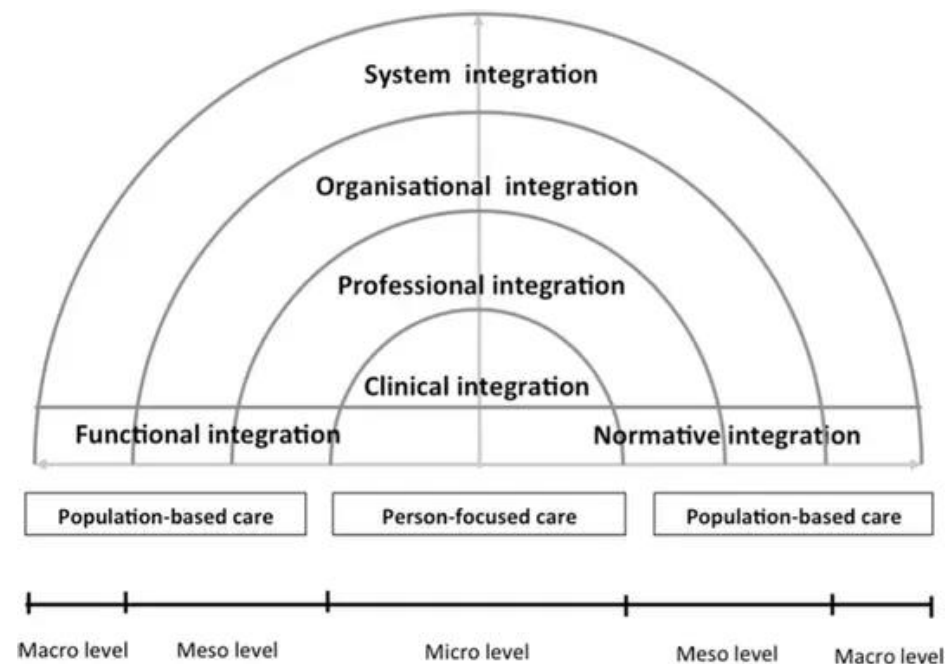 System integration
Organisational integration
Professional integration
Clinical integration
Functional integration
Normative integration
Population-based care
Person-focused care
Population-based care
Macro level
Meso level
Micro level
Meso level
Macro level